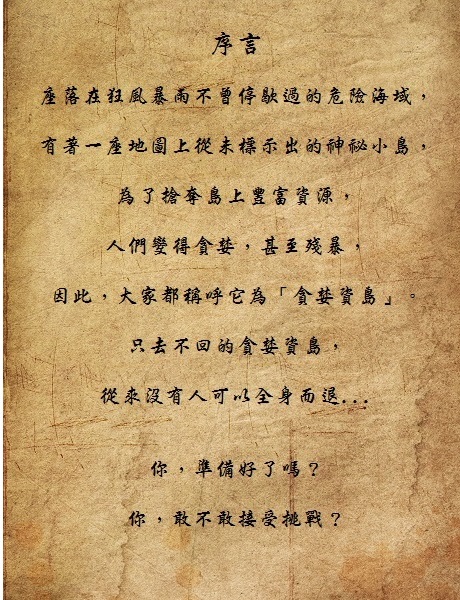 序言
座落在狂風暴雨不曾停歇過的危險海域，
有著一座地圖上從未標示出的神祕小島，
為了搶奪島上豐富資源，
人們變得貪婪，甚至殘暴，
因此，大家都稱呼它為「貪婪資島」。
只去不回的貪婪資島，
從來沒有人可以全身而退...
你，準備好了嗎？
你，敢不敢接受挑戰？